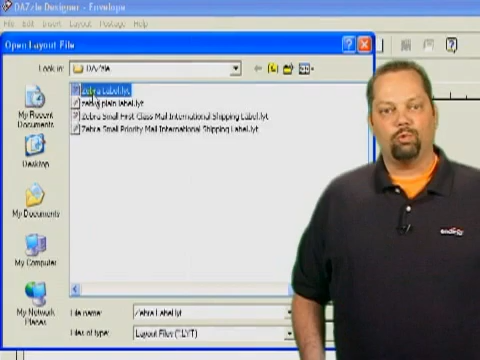 DAZzle Designer - Envelope
File Edit Insert Layout Postage Help
Open Layout File
Look in: DAZzle
Zebra Label.lyt
zebra plain label.lyt
Zebra Small First Class Mail International Shipping Label.lyt
Zebra Small Priority Mail International Shipping Label.lyt
My Recent
Documents
Desktop
My Documents
My Computer
My Network
Places
File name: Zebra Label.lyt
Files of type: Layout Files (*.LYT)